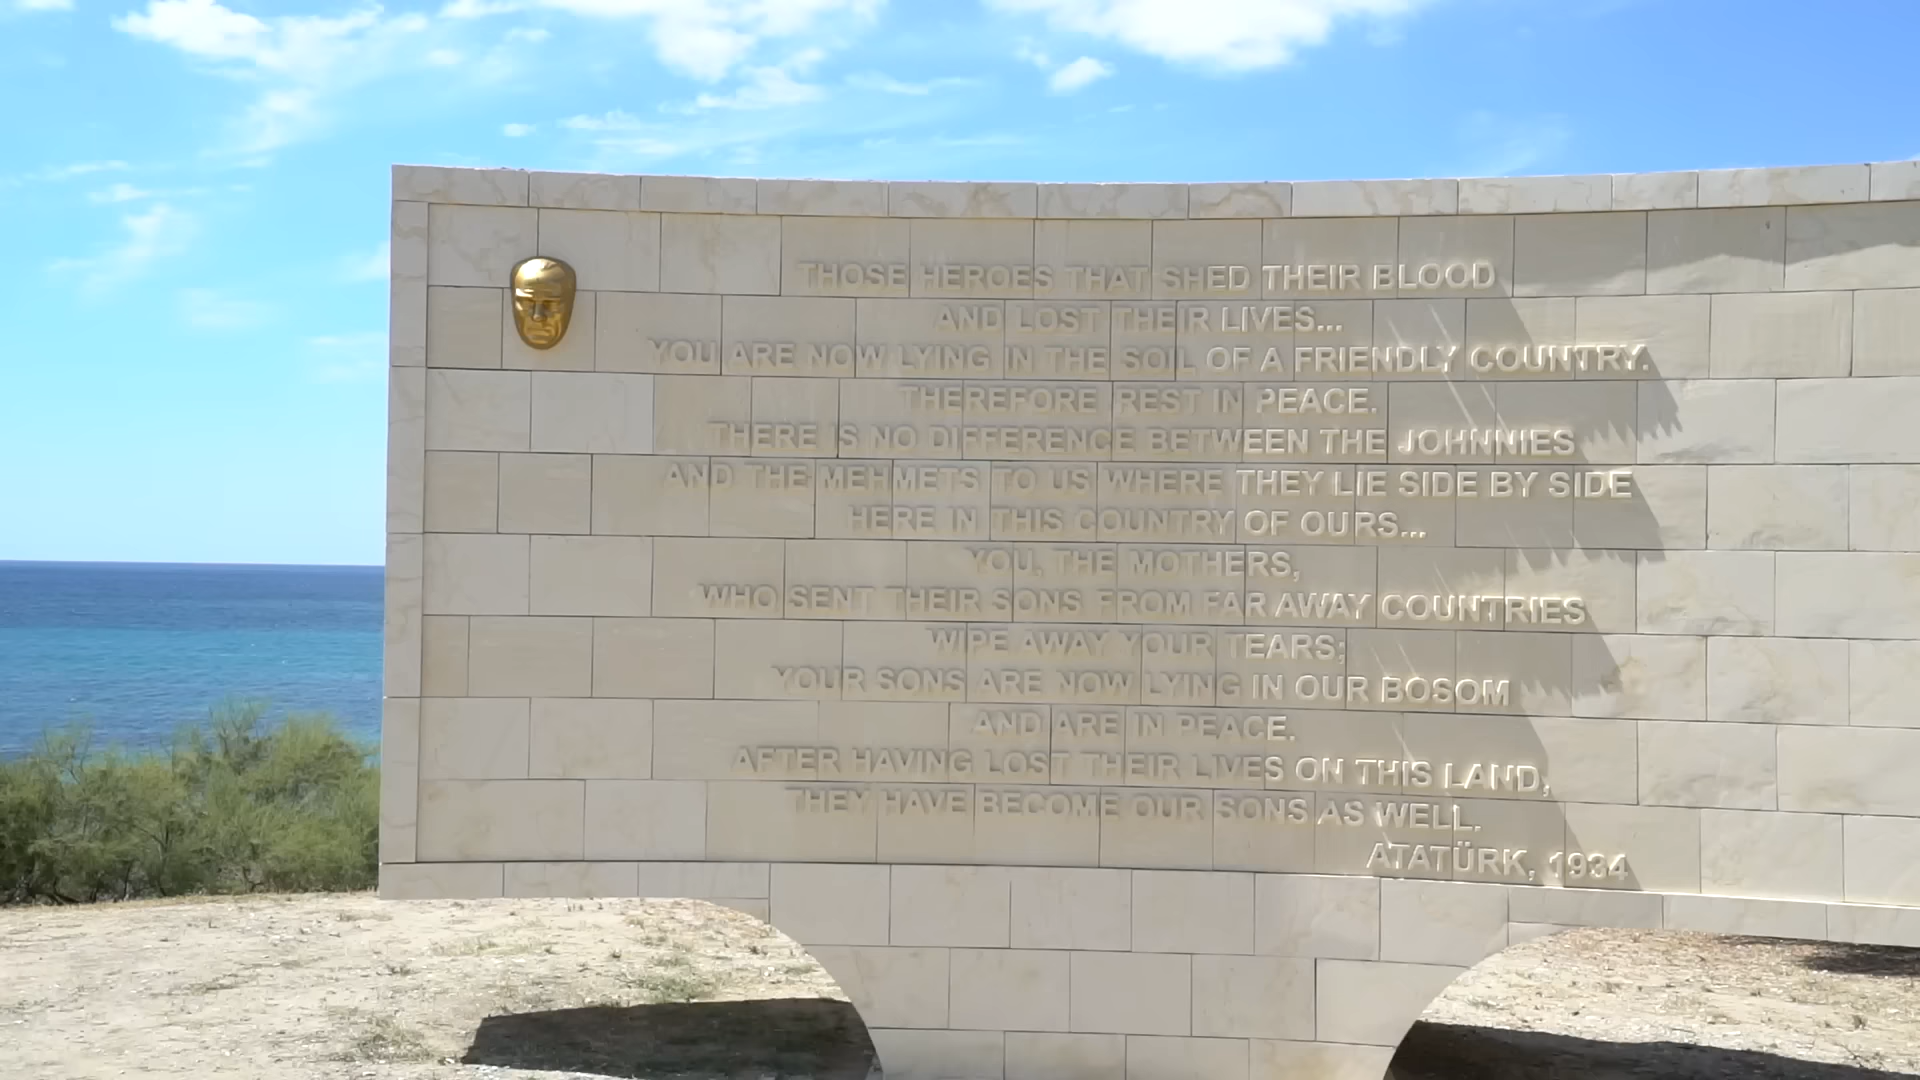 THOSE HEROES THAT SHED THEIR BLOOD
AND LOST THEIR LIVES...
YOU ARE NOW LYING IN THE SOIL OF A FRIENDLY COUNTRY.
THEREFORE REST IN PEACE.
THERE IS NO DIFFERENCE BETWEEN THE JOHNNIES
AND THE MEHMETS TO US WHERE THEY LIE SIDE BY SIDE
HERE IN THIS COUNTRY OF OURS...
YOU, THE MOTHERS,
WHO SENT THEIR SONS FROM FAR AWAY COUNTRIES
WIPE AWAY YOUR TEARS;
YOUR SONS ARE NOW LYING IN OUR BOSOM
AND ARE IN PEACE.
AFTER HAVING LOST THEIR LIVES ON THIS LAND,
THEY HAVE BECOME OUR SONS AS WELL.
ATATÜRK, 1934